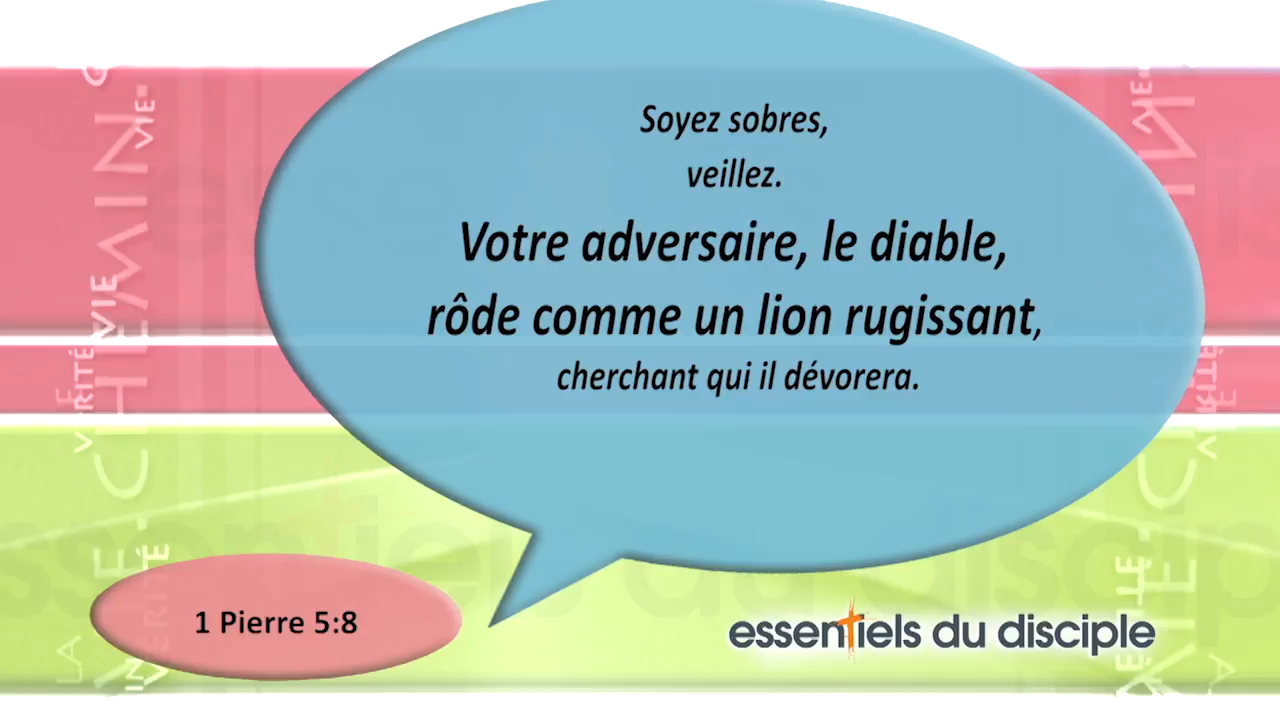 Soyez sobres,
veillez.
Votre adversaire, le diable,
rôde comme un lion rugissant,
cherchant qui il dévorera.
1 Pierre 5:8
essentiels du disciple